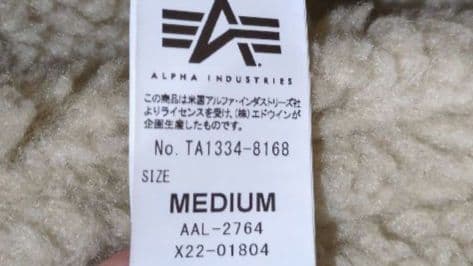 ALPHA INDUSTRIES
この商品は米国アルファ・インダストリーズ社
よりライセンスを受け、(株)エドウインが
企画生産したものです。
No. TA1334-8168
SIZE
MEDIUM
AAL-2764
X22-01804